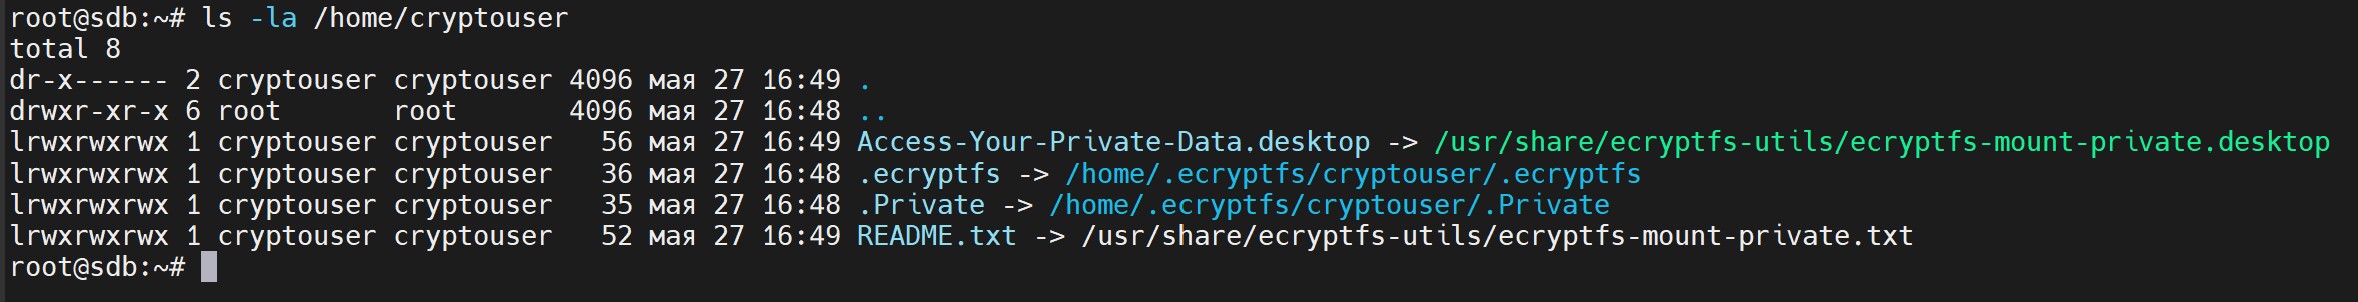 root@sdb:~# ls -la /home/cryptouser
total 8
dr-x------ 2 cryptouser cryptouser 4096 мая 27 16:49 .
drwxr-xr-x 6 root       root       4096 мая 27 16:48 ..
lrwxrwxrwx 1 cryptouser cryptouser   56 мая 27 16:49 Access-Your-Private-Data.desktop -> /usr/share/ecryptfs-utils/ecryptfs-mount-private.desktop
lrwxrwxrwx 1 cryptouser cryptouser   36 мая 27 16:48 .ecryptfs -> /home/.ecryptfs/cryptouser/.ecryptfs
lrwxrwxrwx 1 cryptouser cryptouser   35 мая 27 16:48 .Private -> /home/.ecryptfs/cryptouser/.Private
lrwxrwxrwx 1 cryptouser cryptouser   52 мая 27 16:49 README.txt -> /usr/share/ecryptfs-utils/ecryptfs-mount-private.txt
root@sdb:~#